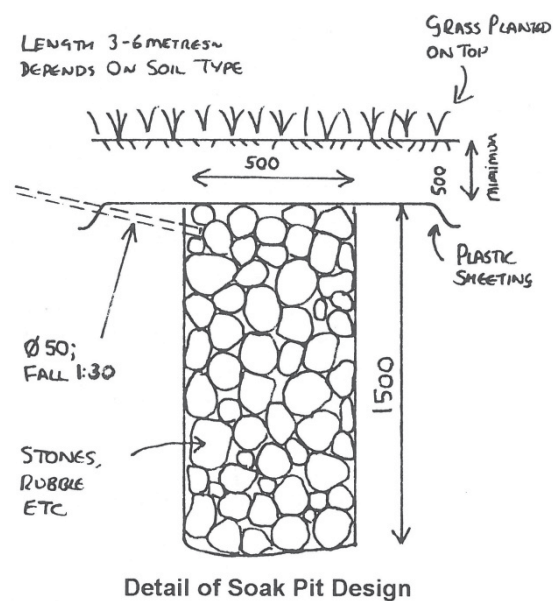 LENGTH 3-6 METRES~
DEPENDS ON SOIL TYPE
GRASS PLANTED
ON TOP
500
500
MINIMUM
PLASTIC
SHEETING
Ø 50;
FALL 1:30
1500
STONES,
RUBBLE
ETC
Detail of Soak Pit Design